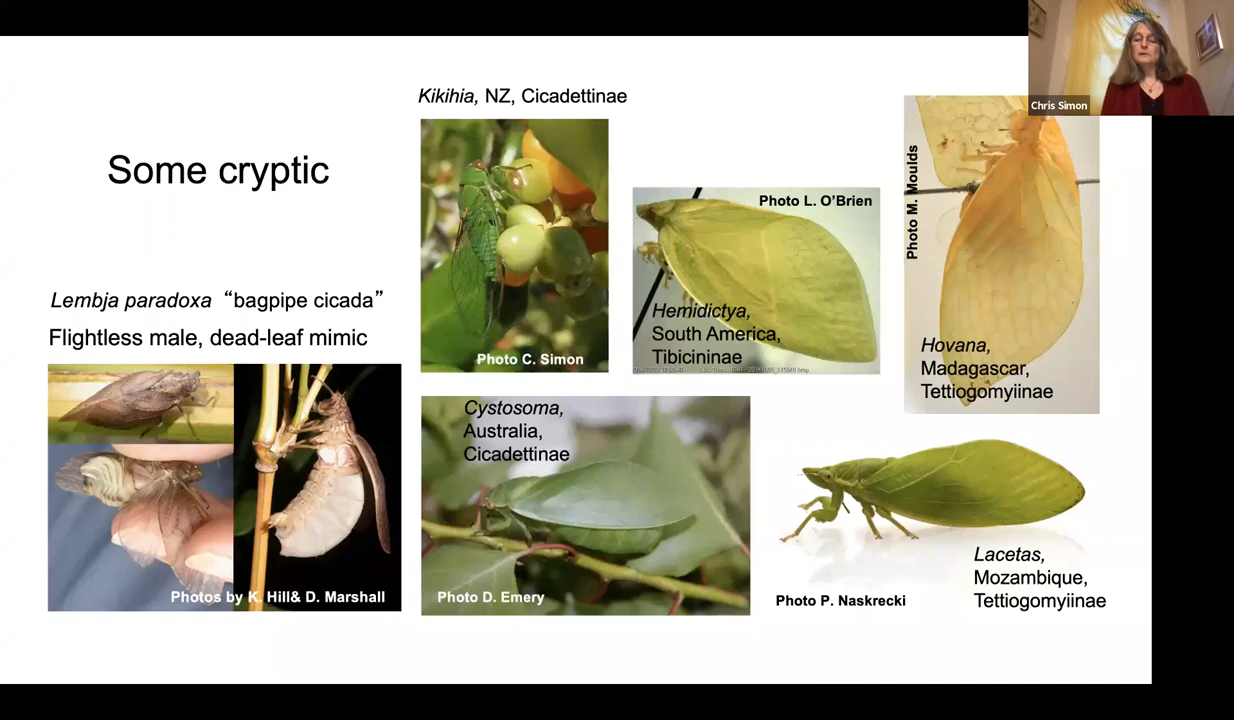 Chris Simon
Kikihia, NZ, Cicadettinae
Some cryptic
Photo L. O’Brien
Photo M. Moulds
Lembja paradoxa “bagpipe cicada”
Flightless male, dead-leaf mimic
Hemidictya,
South America,
Tibicininae
Photo C. Simon
Hovana,
Madagascar,
Tettiogomyiinae
Cystosoma,
Australia,
Cicadettinae
Photos by K. Hill& D. Marshall
Photo D. Emery
Lacetas,
Mozambique,
Tettiogomyiinae
Photo P. Naskrecki